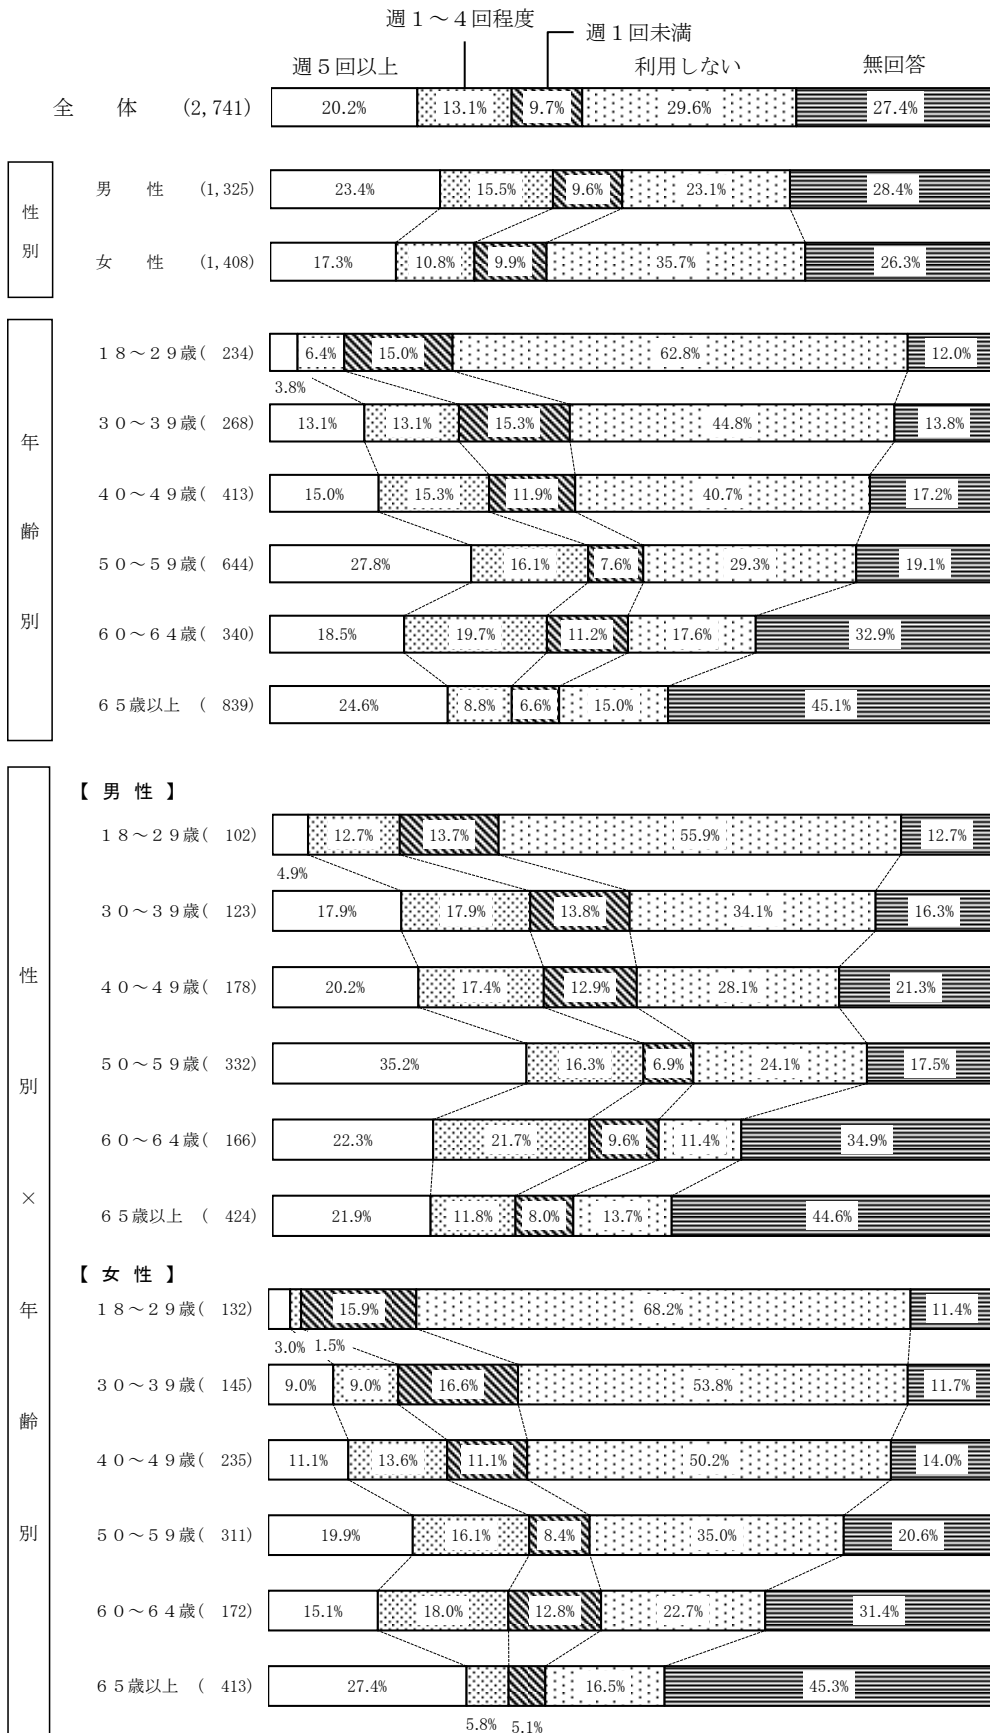 週１～４回程度
週１回未満
週５回以上 利用しない 無回答
全　体 (2,741) 20.2% 13.1% 9.7% 29.6% 27.4%
性別
男　性 (1,325) 23.4% 15.5% 9.6% 23.1% 28.4%
女　性 (1,408) 17.3% 10.8% 9.9% 35.7% 26.3%
年齢別
１８～２９歳( 234) 6.4% 15.0% 62.8% 12.0%
3.8%
３０～３９歳( 268) 13.1% 13.1% 15.3% 44.8% 13.8%
４０～４９歳( 413) 15.0% 15.3% 11.9% 40.7% 17.2%
５０～５９歳( 644) 27.8% 16.1% 7.6% 29.3% 19.1%
６０～６４歳( 340) 18.5% 19.7% 11.2% 17.6% 32.9%
６５歳以上 ( 839) 24.6% 8.8% 6.6% 15.0% 45.1%
性別×年齢別
【 男 性 】
１８～２９歳( 102) 12.7% 13.7% 55.9% 12.7%
4.9%
３０～３９歳( 123) 17.9% 17.9% 13.8% 34.1% 16.3%
４０～４９歳( 178) 20.2% 17.4% 12.9% 28.1% 21.3%
５０～５９歳( 332) 35.2% 16.3% 6.9% 24.1% 17.5%
６０～６４歳( 166) 22.3% 21.7% 9.6% 11.4% 34.9%
６５歳以上 ( 424) 21.9% 11.8% 8.0% 13.7% 44.6%
【 女 性 】
１８～２９歳( 132) 15.9% 68.2% 11.4%
3.0% 1.5%
３０～３９歳( 145) 9.0% 9.0% 16.6% 53.8% 11.7%
４０～４９歳( 235) 11.1% 13.6% 11.1% 50.2% 14.0%
５０～５９歳( 311) 19.9% 16.1% 8.4% 35.0% 20.6%
６０～６４歳( 172) 15.1% 18.0% 12.8% 22.7% 31.4%
６５歳以上 ( 413) 27.4% 16.5% 45.3%
5.8% 5.1%